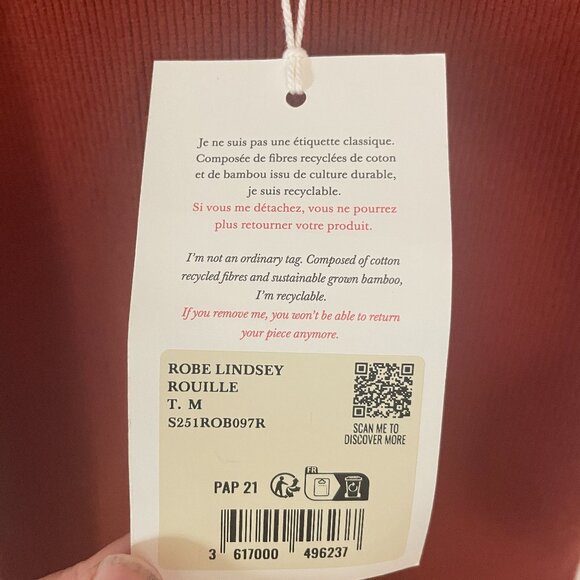 Je ne suis pas une étiquette classique.
Composée de fibres recyclées de coton
et de bambou issu de culture durable,
je suis recyclable.
Si vous me détachez, vous ne pourrez
plus retourner votre produit.
I'm not an ordinary tag. Composed of cotton
recycled fibres and sustainable grown bamboo,
I'm recyclable.
If you remove me, you won't be able to return
your piece anymore.
ROBE LINDSEY
ROUILLE
T. M
S251ROB097R
SCAN ME TO
DISCOVER MORE
PAP 21
FR
3 617000 496237